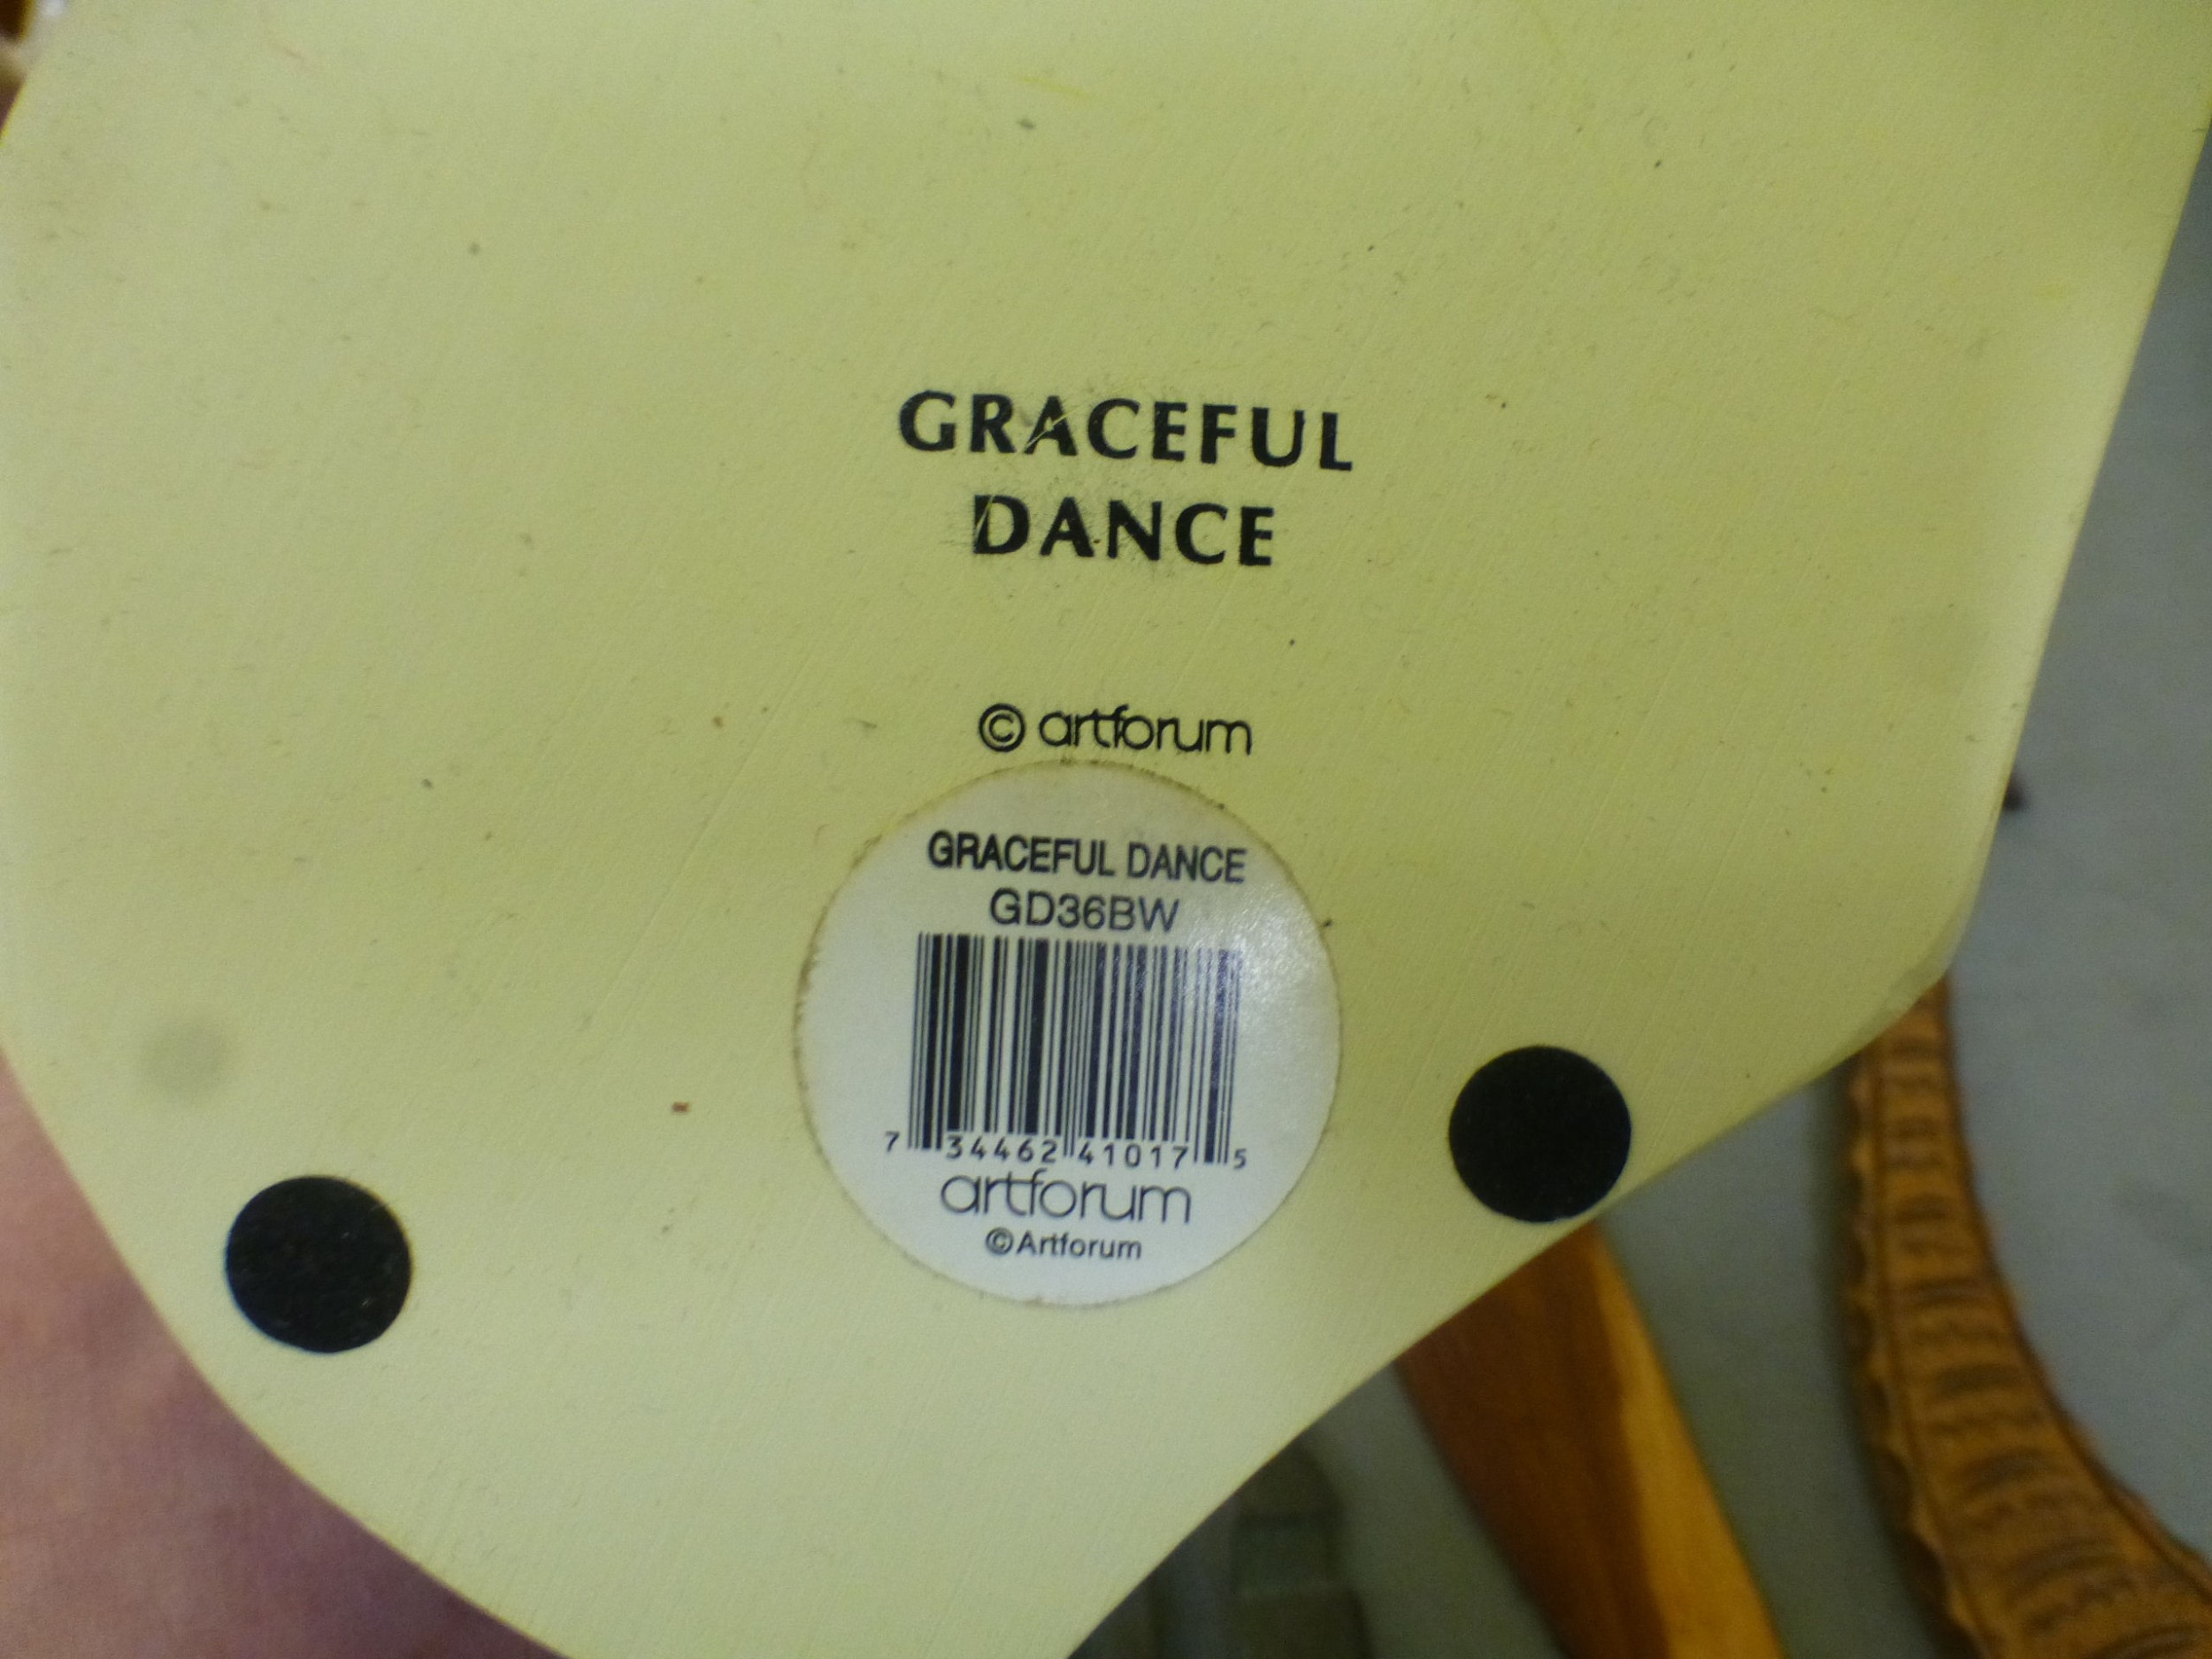 GRACEFUL
DANCE
© artforum
GRACEFUL DANCE
GD36BW
7 34462 41017 5
artforum
©Artforum